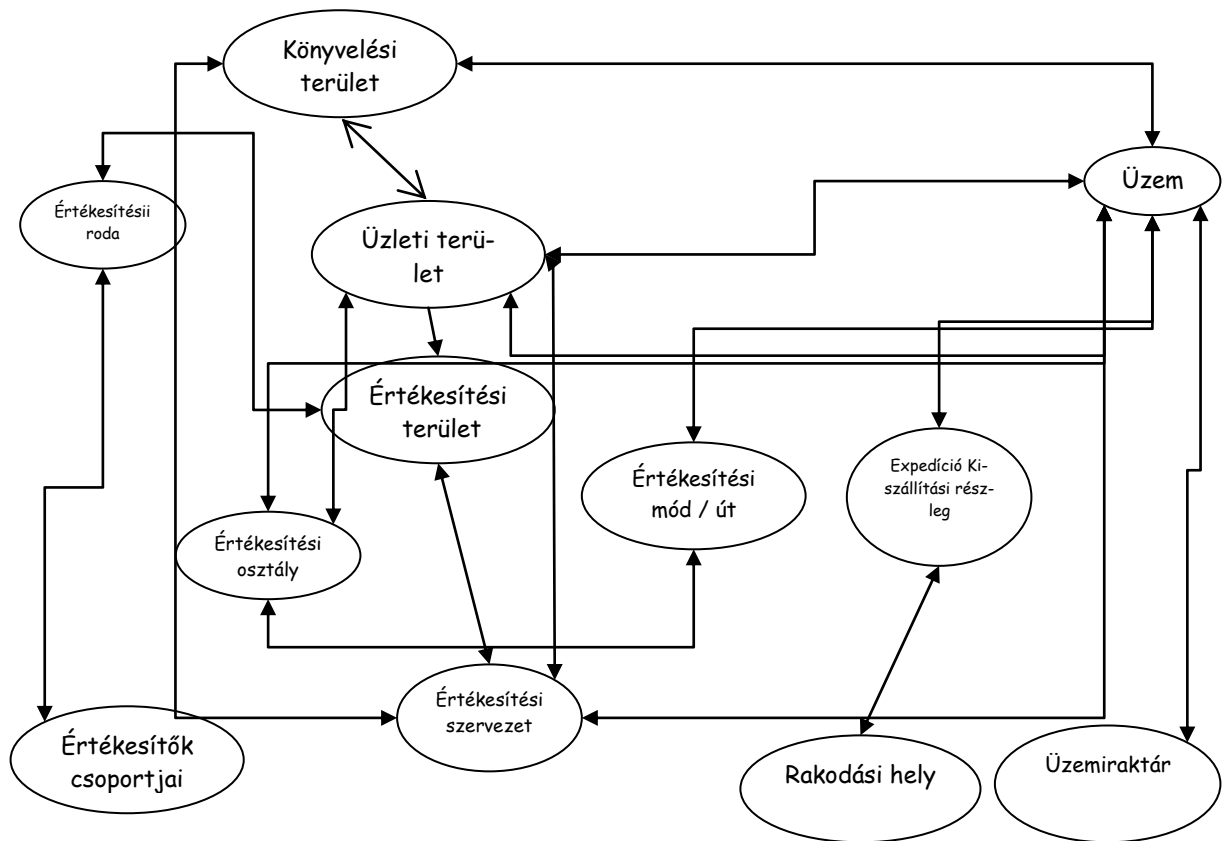 Könyvelési
terület
Üzem
Értékesítésii
roda
Üzleti terü-
let
Értékesítési
terület
Értékesítési
mód / út
Expedíció Ki-
szállítási rész-
leg
Értékesítési
osztály
Értékesítési
szervezet
Értékesítők
csoportjai
Rakodási hely
Üzemiraktár